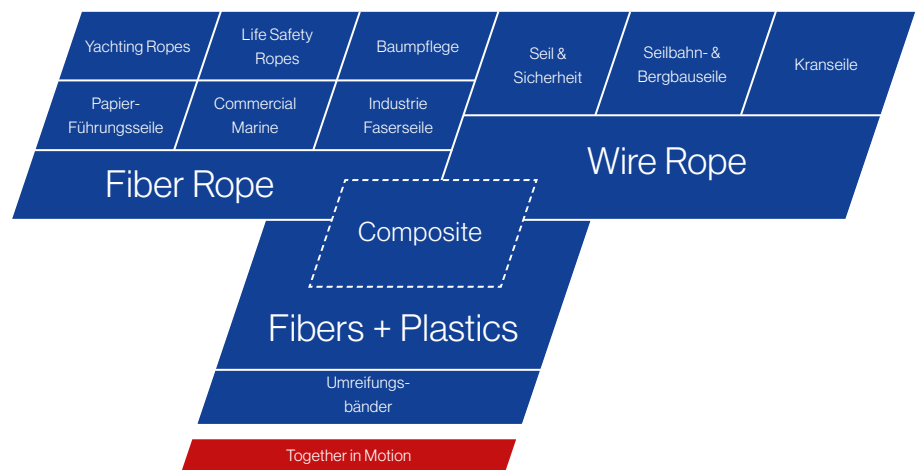 Yachting Ropes
Life Safety
Ropes
Baumpflege
Seil &
Sicherheit
Seilbahn- &
Bergbauseile
Kranseile
Papier-
Führungsseile
Commercial
Marine
Industrie
Faserseile
Fiber Rope
Wire Rope
Composite
Fibers + Plastics
Umreifungs-
bänder
Together in Motion